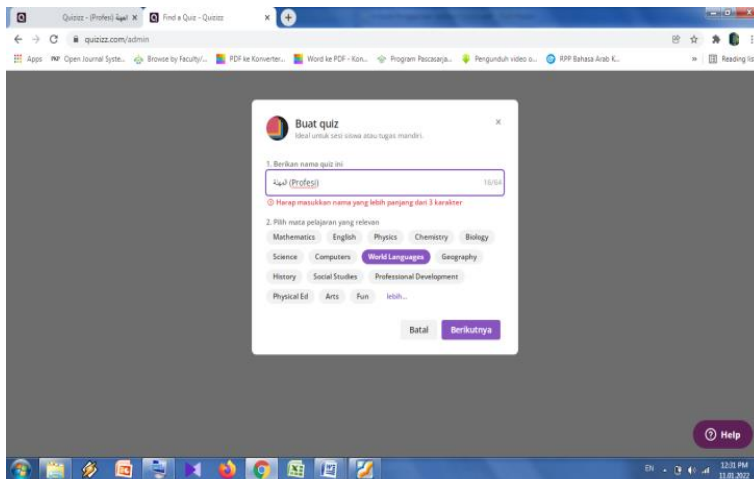 Quizizz - (Profesi) المهنة
Find a Quiz - Quizizz
quizizz.com/admin
Apps
Open Journal Syste...
Browse by Faculty/...
PDF ke Konverter...
Word ke PDF - Kon...
Program Pascasarja...
Pengunduh video o...
RPP Bahasa Arab K...
Reading lis
Buat quiz
Ideal untuk sesi siswa atau tugas mandiri.
1. Berikan nama quiz ini
المهنة (Profesi)
16/64
Harap masukkan nama yang lebih panjang dari 3 karakter
2. Pilih mata pelajaran yang relevan
Mathematics English Physics Chemistry Biology
Science Computers World Languages Geography
History Social Studies Professional Development
Physical Ed Arts Fun lebih...
Batal Berikutnya
Help
EN
12:31 PM
11.01.2022